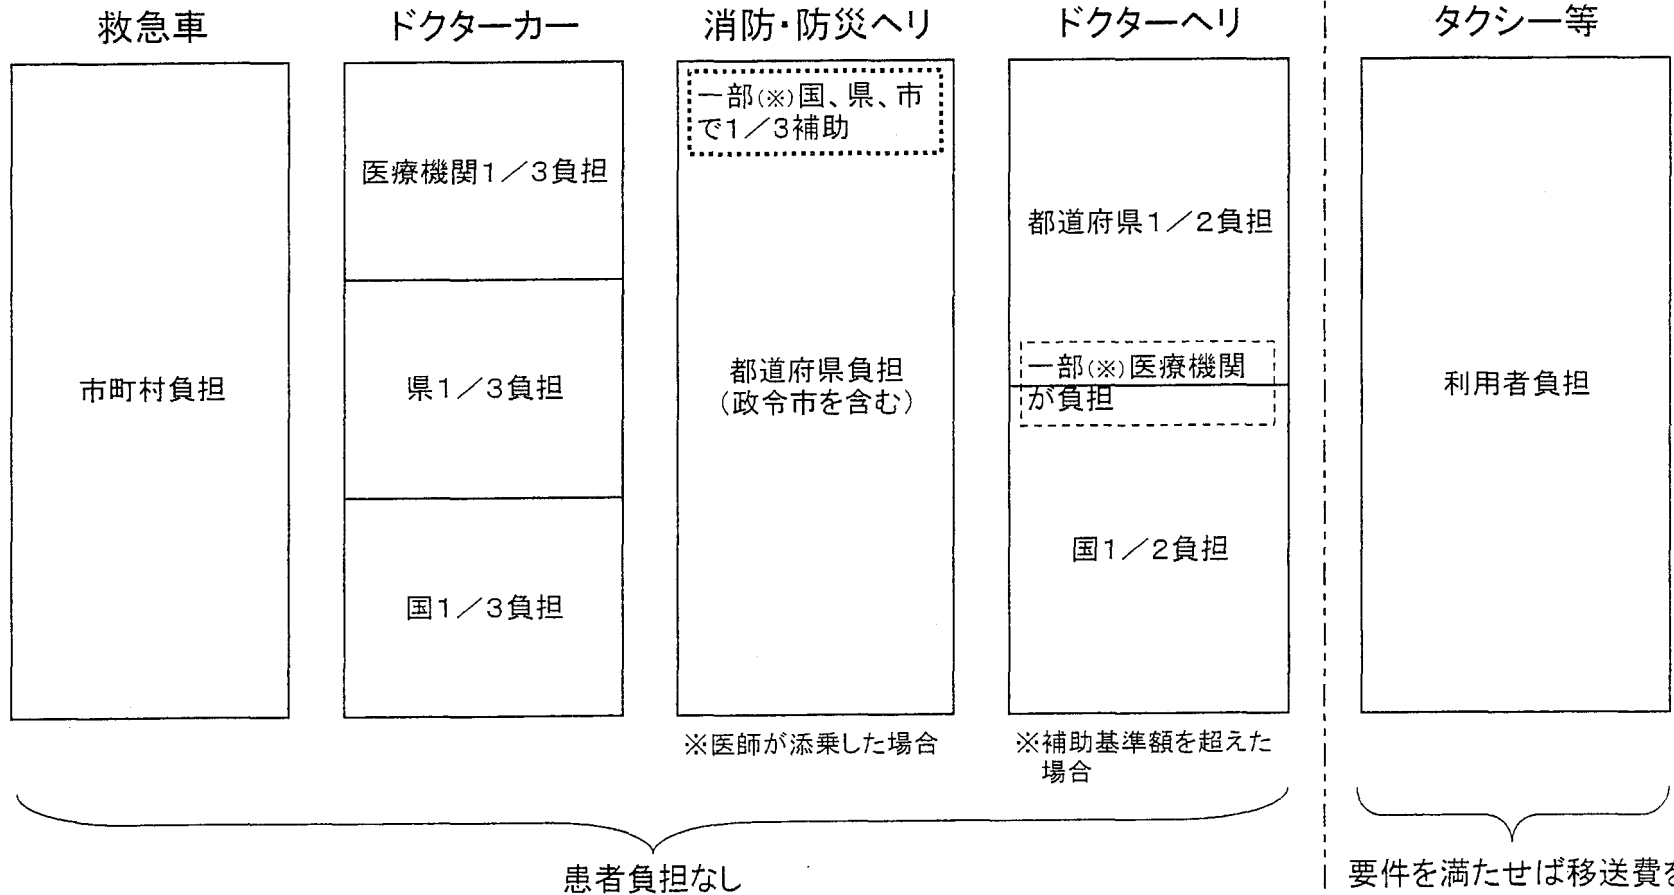 救急車
ドクターカー
消防・防災ヘリ
ドクターヘリ
タクシー等
市町村負担
医療機関1／3負担
県1／3負担
国1／3負担
一部(※)国、県、市
で1／3補助
都道府県負担
(政令市を含む)
※医師が添乗した場合
都道府県1／2負担
一部(※)医療機関
が負担
国1／2負担
※補助基準額を超えた
場合
利用者負担
患者負担なし
要件を満たせば移送費を